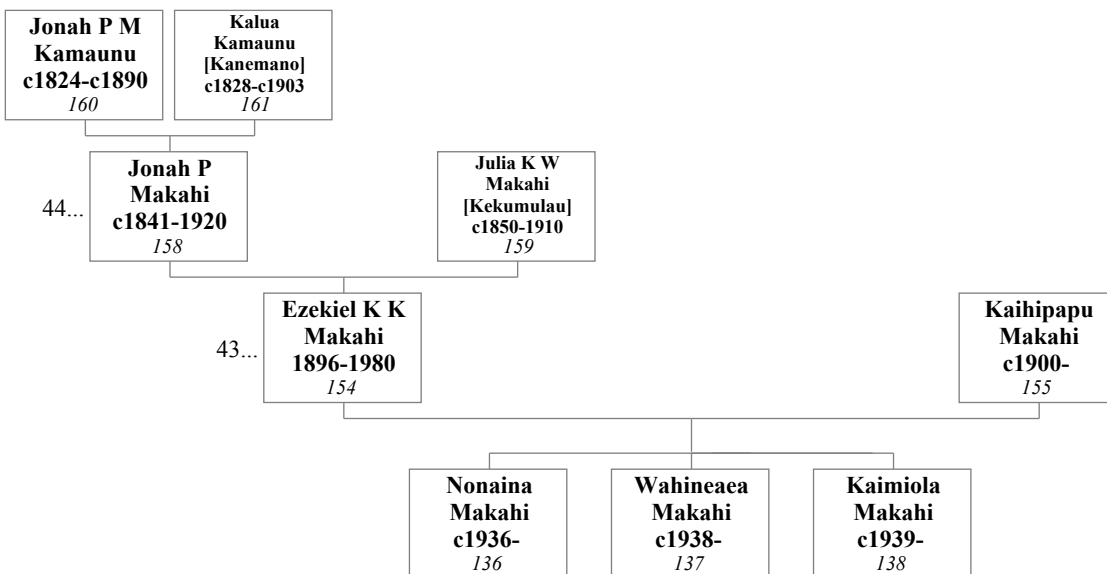 Jonah P M
Kamaunu
c1824-c1890
160
Kalua
Kamaunu
[Kanemano]
c1828-c1903
161
44...
Jonah P
Makahi
c1841-1920
158
Julia K W
Makahi
[Kekumulau]
c1850-1910
159
43...
Ezekiel K K
Makahi
1896-1980
154
Kaihipapu
Makahi
c1900-
155
Nonaina
Makahi
c1936-
136
Wahineaea
Makahi
c1938-
137
Kaimiola
Makahi
c1939-
138